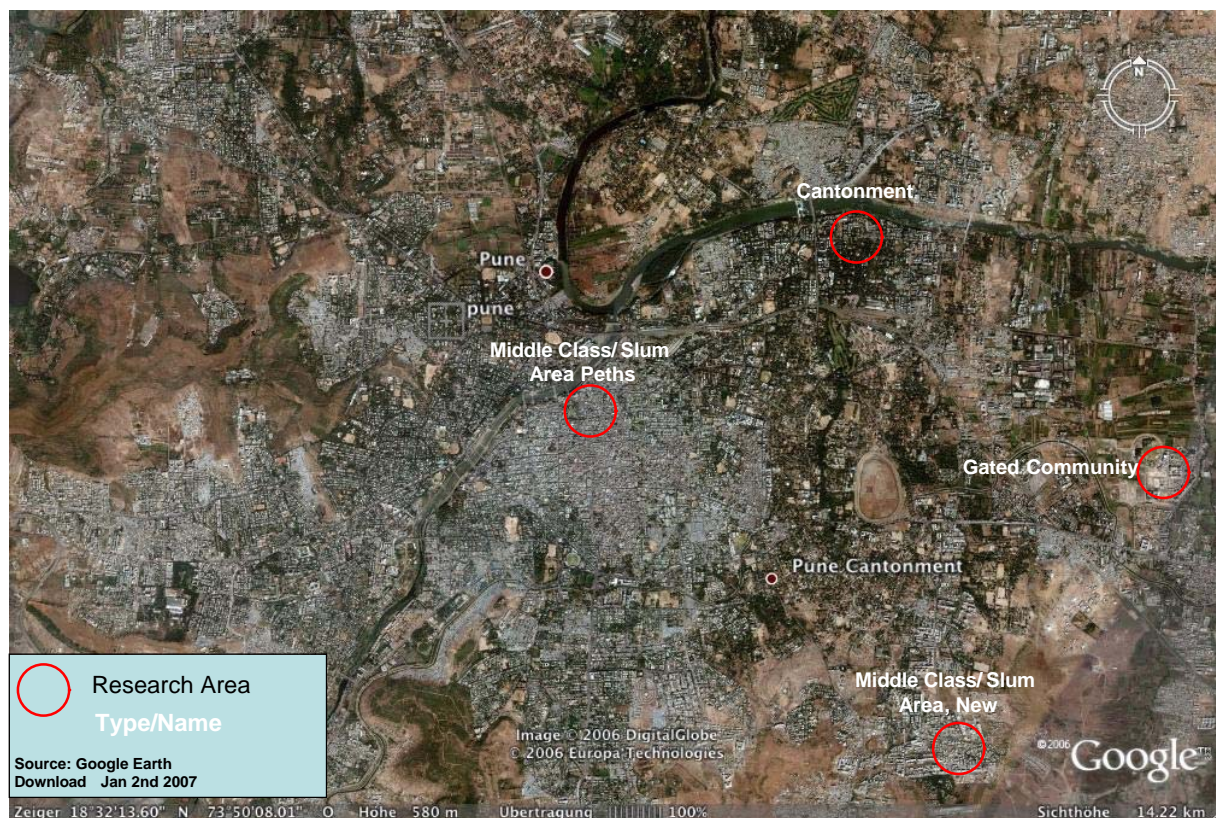 N
Cantonment
Pune
pune
Middle Class/ Slum
Area Peths
Gated Community
Pune Cantonment
Research Area
Type/Name
Source: Google Earth
Download Jan 2nd 2007
Middle Class/ Slum
Area, New
Image © 2006 DigitalGlobe
© 2006 Europa Technologies
©2006 Google™
Zeiger 18°32'13.60" N 73°50'08.01" O Höhe 580 m Übertragung 100% Sichthöhe 14.22 km